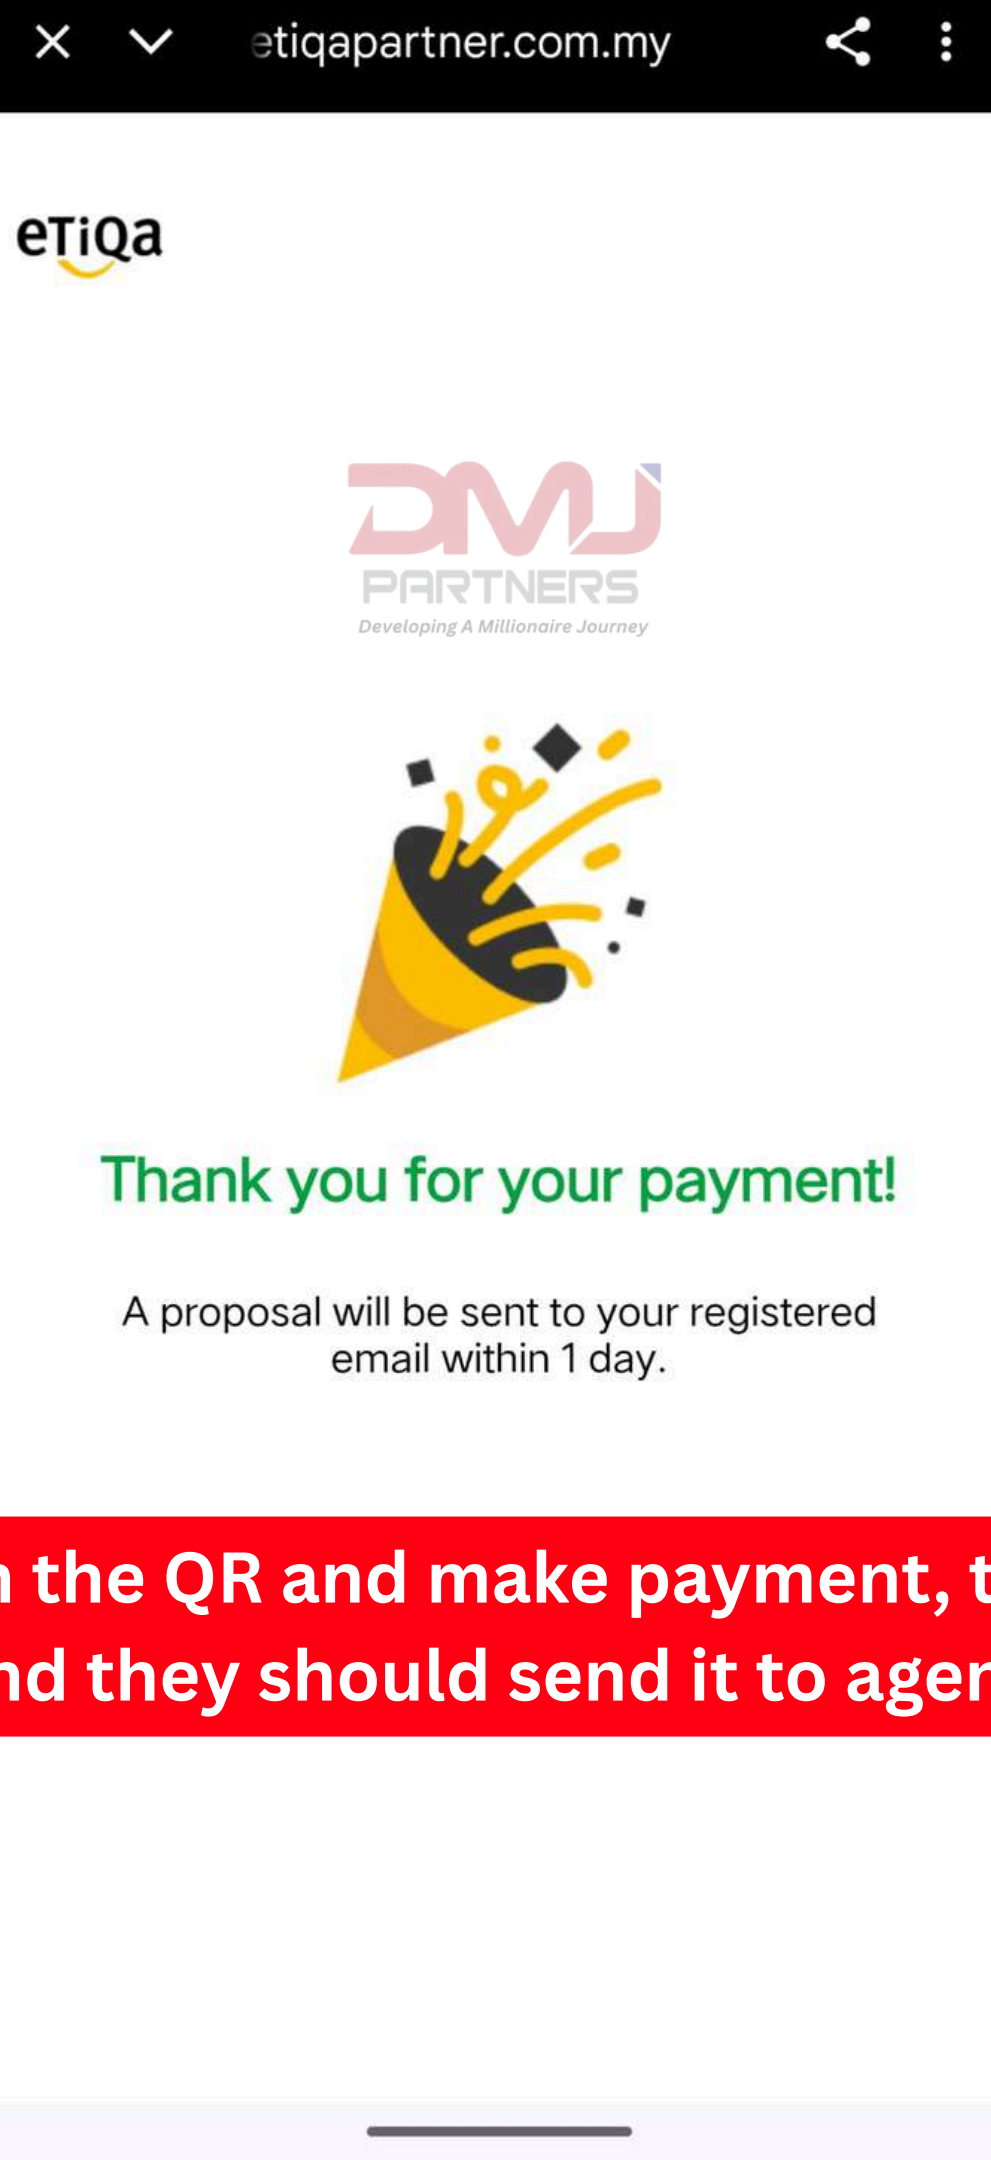 etiqapartner.com.my
eTiQa
DMJ
PARTNERS
Developing A Millionaire Journey
Thank you for your payment!
A proposal will be sent to your registered
email within 1 day.
the QR and make payment,
they should send it to